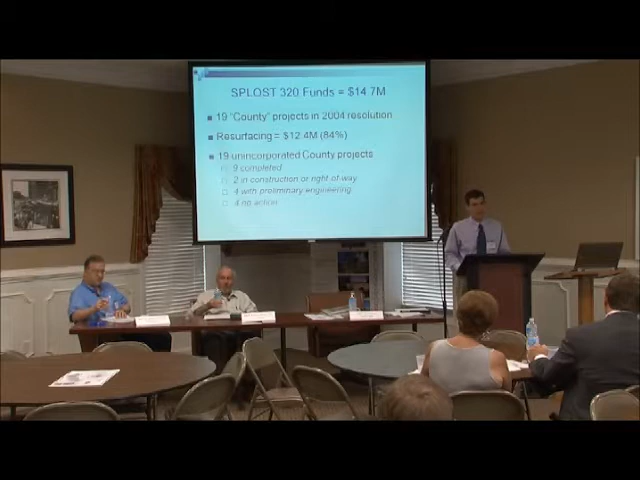 SPLOST 320 Funds = $14.7M
19 "County" projects in 2004 resolution
Resurfacing = $12.4M (84%)
19 unincorporated County projects
9 completed
2 in construction or right of way
4 with preliminary engineering
4 no action